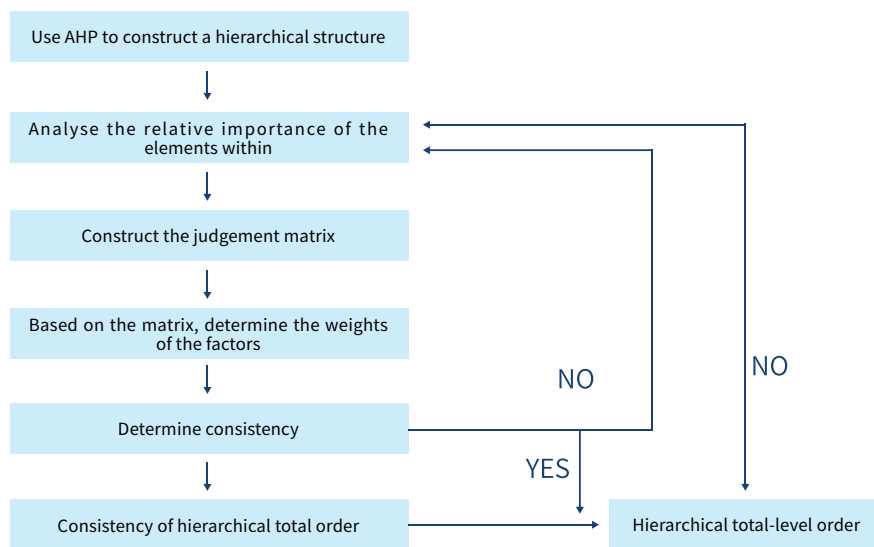 Use AHP to construct a hierarchical structure
Analyse the relative importance of the
elements within
Construct the judgement matrix
Based on the matrix, determine the weights
of the factors
NO
NO
Determine consistency
YES
Consistency of hierarchical total order
Hierarchical total-level order